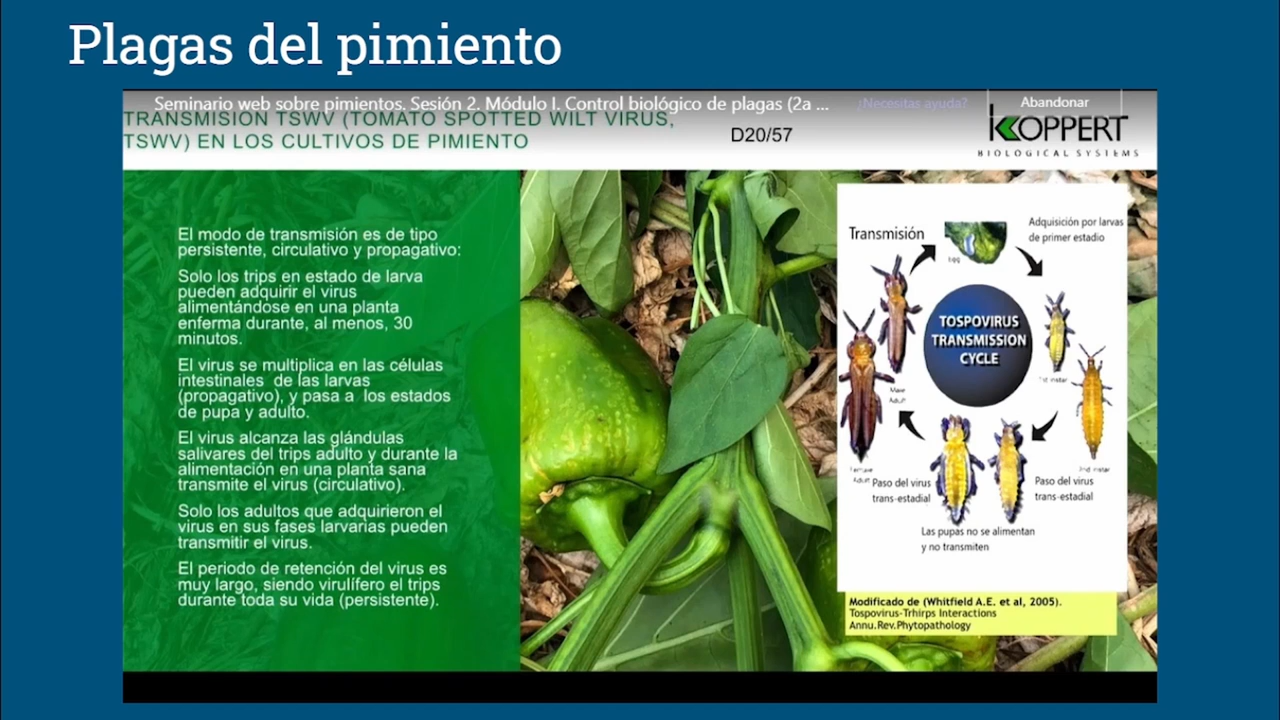 Plagas del pimiento
Seminario web sobre pimientos. Sesión 2. Módulo I. Control biológico de plagas (2a ...
¿Necesitas ayuda?
Abandonar
TRANSMISION TSWV (TOMATO SPOTTED WILT VIRUS,
TSWV) EN LOS CULTIVOS DE PIMIENTO
D20/57
KOPPERT
BIOLOGICAL SYSTEMS
El modo de transmisión es de tipo
persistente, circulativo y propagativo:
Solo los trips en estado de larva
pueden adquirir el virus
alimentándose en una planta
enferma durante, al menos, 30
minutos.
El virus se multiplica en las células
intestinales de las larvas
(propagativo), y pasa a los estados
de pupa y adulto.
El virus alcanza las glándulas
salivares del trips adulto y durante la
alimentación en una planta sana
transmite el virus (circulativo).
Solo los adultos que adquirieron el
virus en sus fases larvarias pueden
transmitir el virus.
El periodo de retención del virus es
muy largo, siendo virulífero el trips
durante toda su vida (persistente).
Transmisión
Egg
Adquisición por larvas
de primer estadio
TOSPOVIRUS
TRANSMISSION
CYCLE
1st instar
Male
Adult
2nd instar
Female
Adult
Paso del virus
trans-estadial
Paso del virus
trans-estadial
Las pupas no se alimentan
y no transmiten
Modificado de (Whitfield A.E. et al, 2005).
Tospovirus-Trhirps Interactions
Annu.Rev.Phytopathology